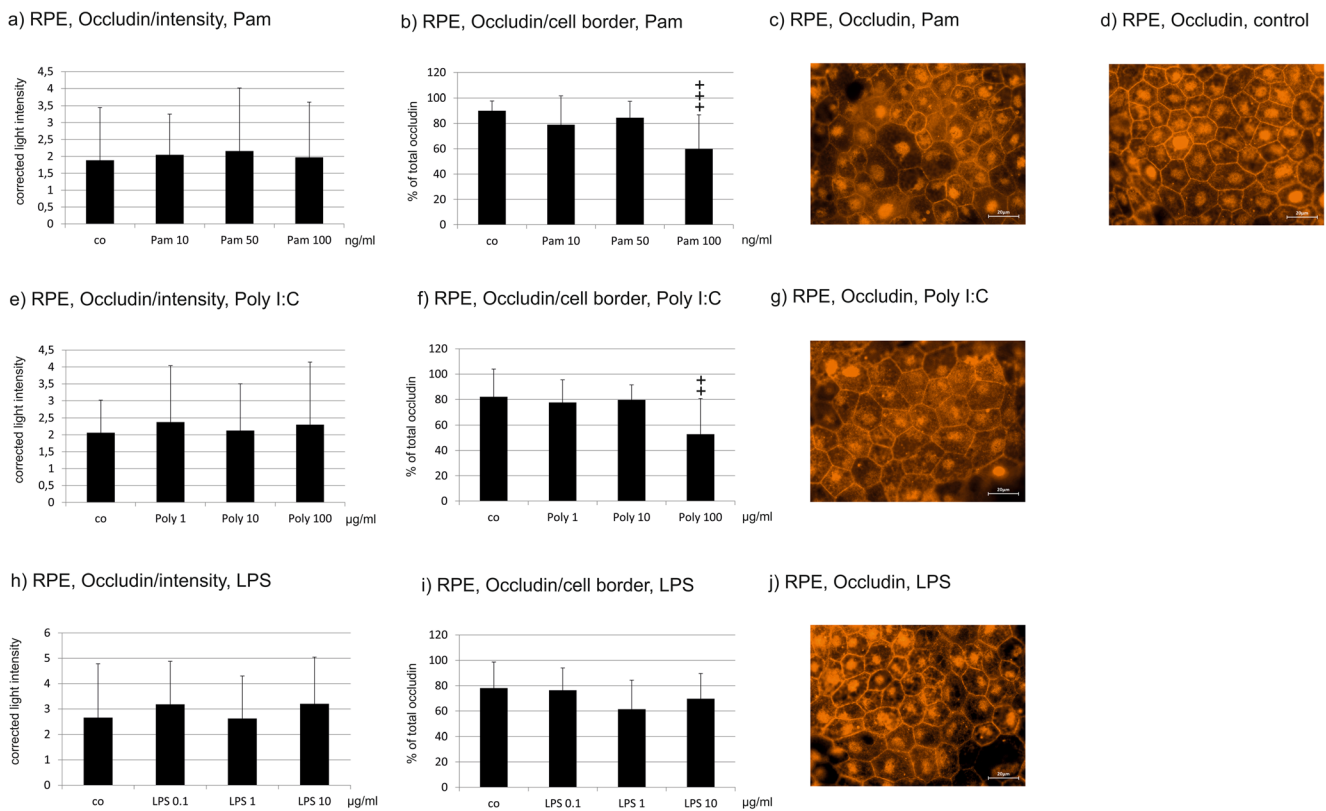 a) RPE, Occludin/intensity, Pam
b) RPE, Occludin/cell border, Pam
c) RPE, Occludin, Pam
d) RPE, Occludin, control
corrected light intensity
4,5
4
3,5
3
2,5
2
1,5
1
0,5
0
co Pam 10 Pam 50 Pam 100 ng/ml
% of total occludin
120
100
80
60
40
20
0
+
+
+
co Pam 10 Pam 50 Pam 100 ng/ml
20µm
20µm
e) RPE, Occludin/intensity, Poly I:C
f) RPE, Occludin/cell border, Poly I:C
g) RPE, Occludin, Poly I:C
corrected light intensity
4,5
4
3,5
3
2,5
2
1,5
1
0,5
0
co Poly 1 Poly 10 Poly 100 µg/ml
% of total occludin
120
100
80
60
40
20
0
+
+
co Poly 1 Poly 10 Poly 100 µg/ml
20µm
h) RPE, Occludin/intensity, LPS
i) RPE, Occludin/cell border, LPS
j) RPE, Occludin, LPS
corrected light intensity
6
5
4
3
2
1
0
co LPS 0.1 LPS 1 LPS 10 µg/ml
% of total occludin
120
100
80
60
40
20
0
co LPS 0.1 LPS 1 LPS 10 µg/ml
20µm